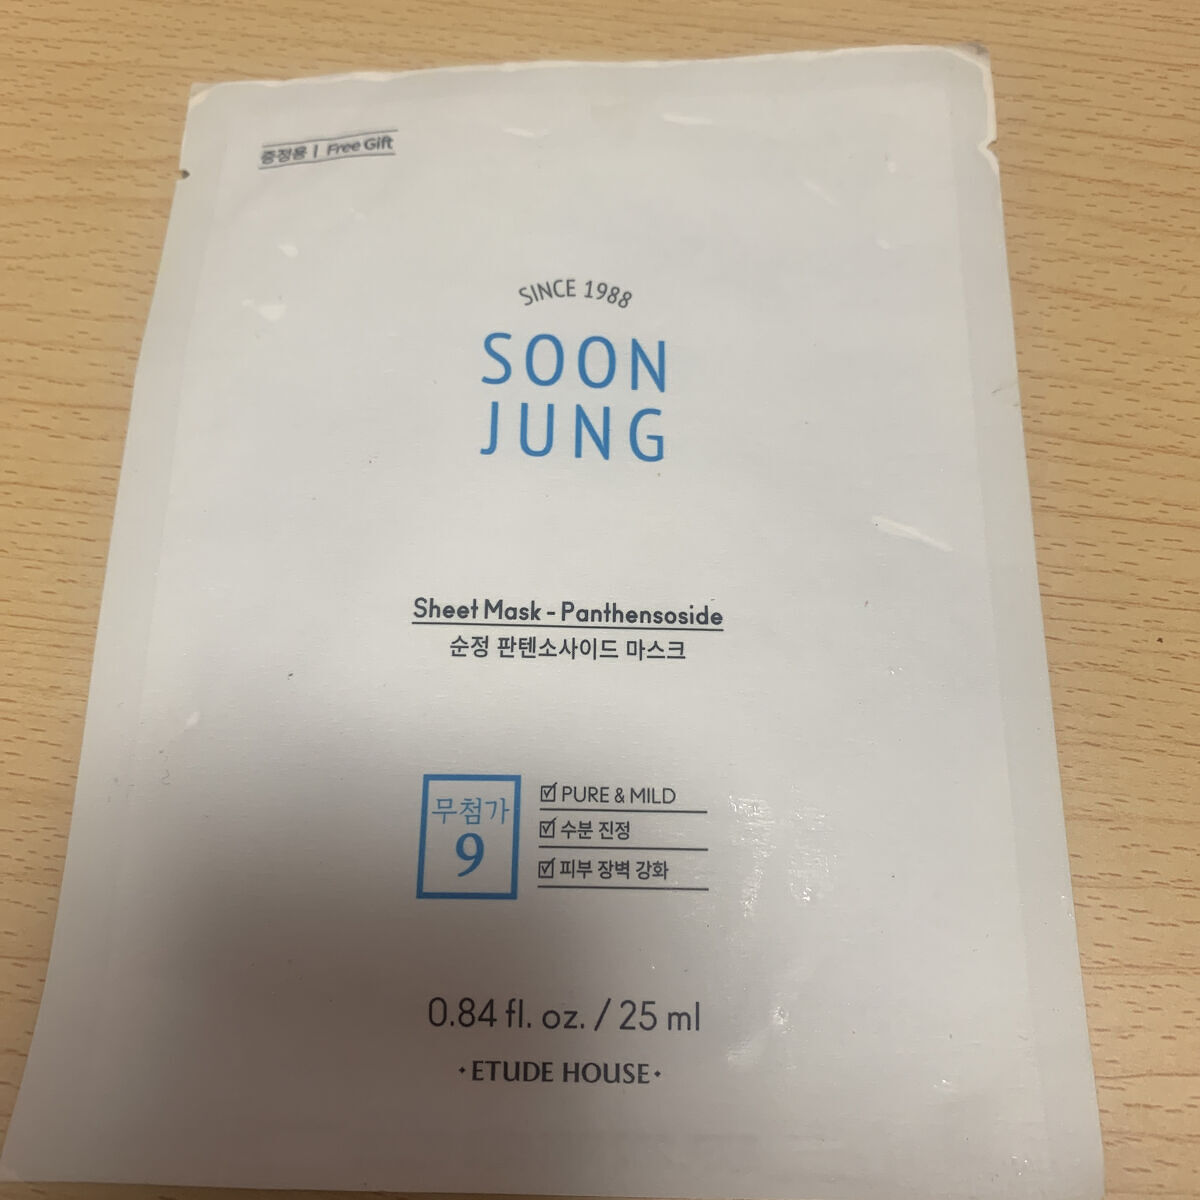 증정용 | Free Gift
SINCE 1988
SOON
JUNG
Sheet Mask - Panthensoside
순정 판텐소사이드 마스크
무첨가
9
☑ PURE & MILD
☑ 수분 진정
☑ 피부 장벽 강화
0.84 fl. oz. / 25 ml
·ETUDE HOUSE·